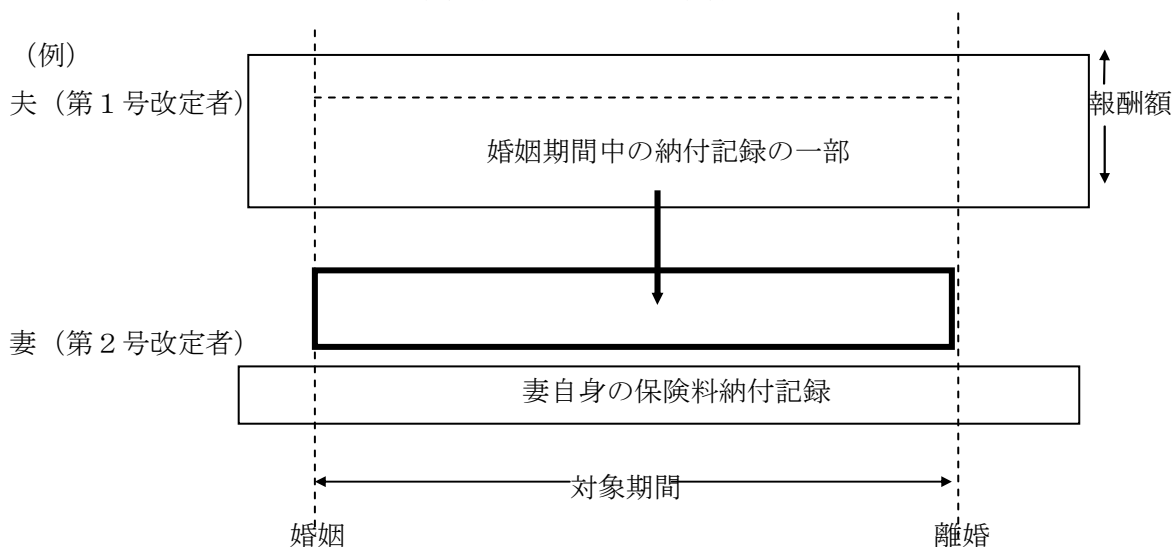 （例）
夫（第１号改定者）
報酬額
婚姻期間中の納付記録の一部
妻（第２号改定者）
妻自身の保険料納付記録
対象期間
婚姻
離婚